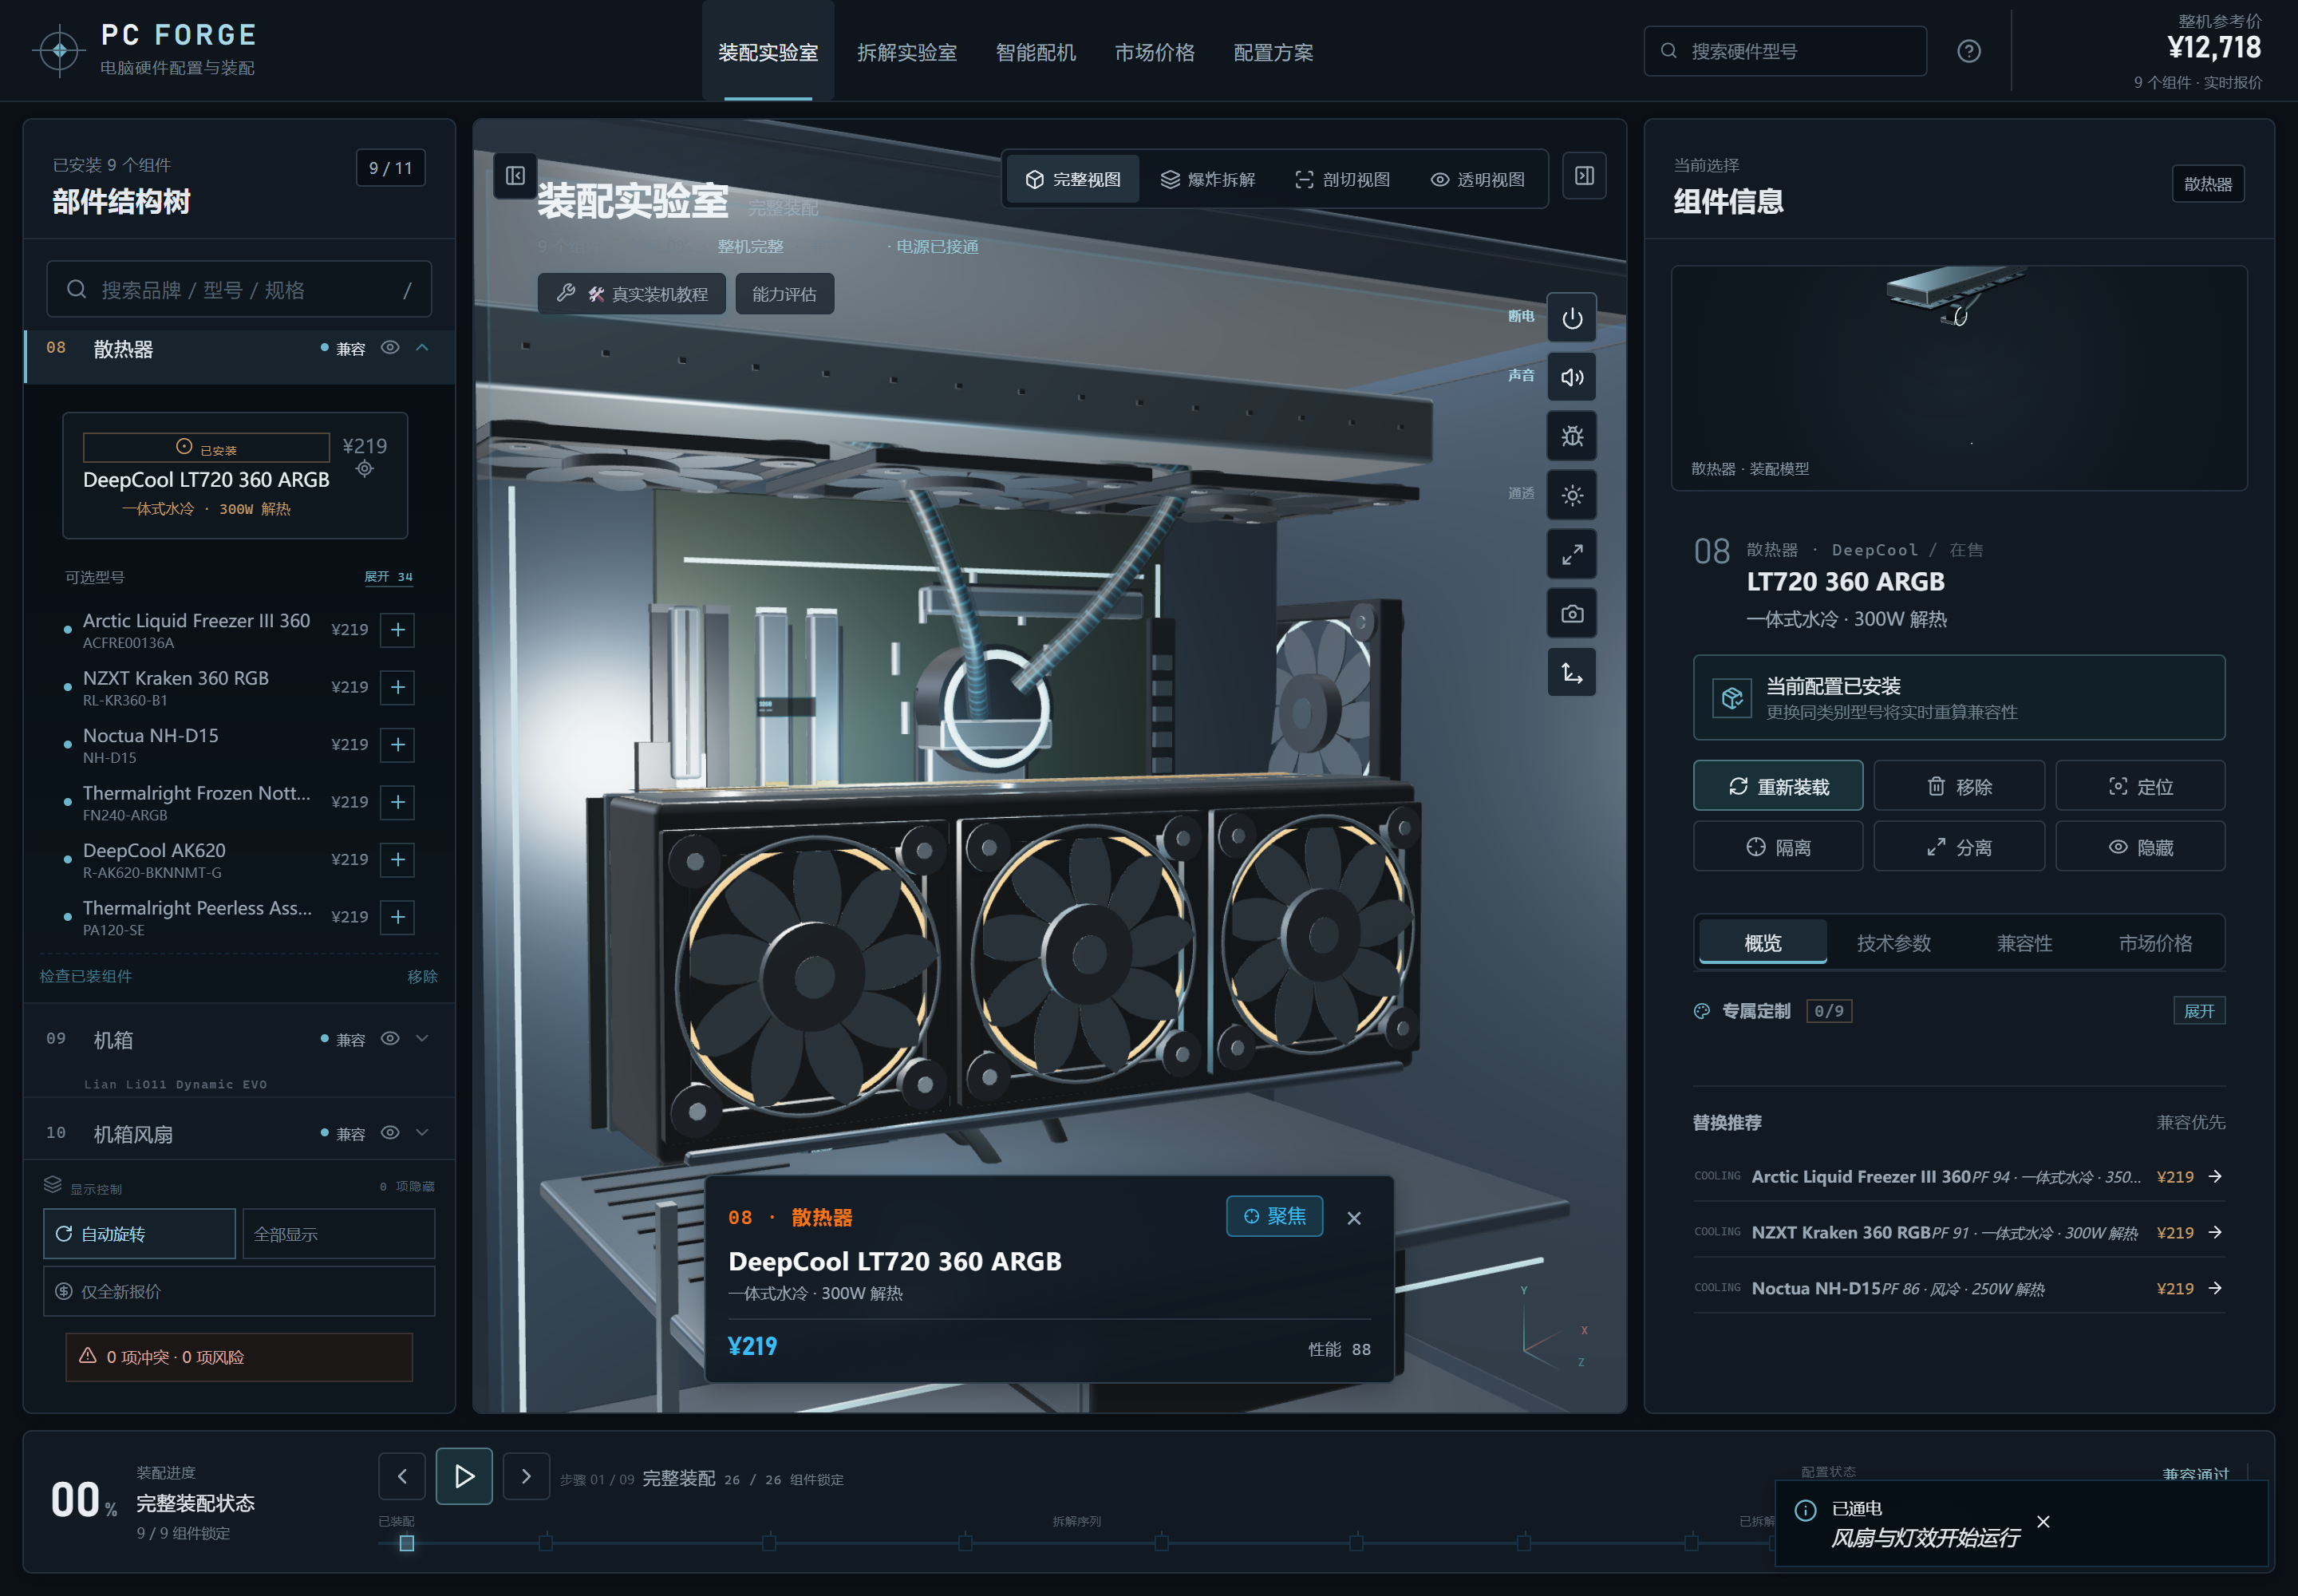 PC FORGE
电脑硬件配置与装配
装配实验室
拆解实验室
智能配机
市场价格
配置方案
搜索硬件型号
整机参考价
¥12,718
9 个组件 · 实时报价
已安装 9 个组件
部件结构树
9 / 11
搜索品牌 / 型号 / 规格
/
08
散热器
兼容
已安装
¥219
DeepCool LT720 360 ARGB
一体式水冷 · 300W 解热
可选型号
展开 34
Arctic Liquid Freezer III 360
ACFRE00136A
¥219
NZXT Kraken 360 RGB
RL-KR360-B1
¥219
Noctua NH-D15
NH-D15
¥219
Thermalright Frozen Nott...
FN240-ARGB
¥219
DeepCool AK620
R-AK620-BKNNMT-G
¥219
Thermalright Peerless Ass...
PA120-SE
¥219
检查已装组件
移除
09
机箱
兼容
Lian LiO11 Dynamic EVO
10
机箱风扇
兼容
显示控制
0 项隐藏
自动旋转
全部显示
仅全新报价
0 项冲突 · 0 项风险
装配实验室
完整装配
整机完整
· 电源已接通
🛠 真实装机教程
能力评估
完整视图
爆炸拆解
剖切视图
透明视图
断电
声音
通透
08 · 散热器
聚焦
DeepCool LT720 360 ARGB
一体式水冷 · 300W 解热
¥219
性能 88
Y
X
Z
当前选择
组件信息
散热器
散热器 · 装配模型
08
散热器 · DeepCool / 在售
LT720 360 ARGB
一体式水冷 · 300W 解热
当前配置已安装
更换同类别型号将实时重算兼容性
重新装载
移除
定位
隔离
分离
隐藏
概览
技术参数
兼容性
市场价格
专属定制
0/9
展开
替换推荐
兼容优先
COOLING Arctic Liquid Freezer III 360PF 94 · 一体式水冷 · 350... ¥219
COOLING NZXT Kraken 360 RGBPF 91 · 一体式水冷 · 300W 解热 ¥219
COOLING Noctua NH-D15PF 86 · 风冷 · 250W 解热 ¥219
00 %
装配进度
完整装配状态
9 / 9 组件锁定
步骤 01 / 09 完整装配 26 / 26 组件锁定
已装配
拆解序列
已拆解
配置状态
兼容通过
已通电
风扇与灯效开始运行